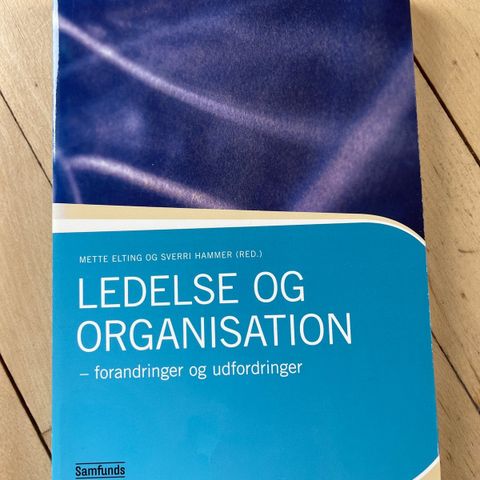 METTE ELTING OG SVERRI HAMMER (RED.)
LEDELSE OG
ORGANISATION
– forandringer og udfordringer
Samfunds